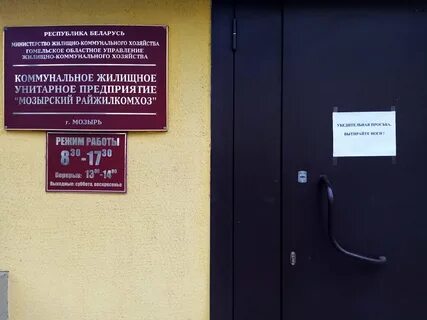 РЕСПУБЛИКА БЕЛАРУСЬ
МИНИСТЕРСТВО ЖИЛИЩНО-КОММУНАЛЬНОГО ХОЗЯЙСТВА
ГОМЕЛЬСКОЕ ОБЛАСТНОЕ УПРАВЛЕНИЕ
ЖИЛИЩНО-КОММУНАЛЬНОГО ХОЗЯЙСТВА
КОММУНАЛЬНОЕ ЖИЛИЩНОЕ
УНИТАРНОЕ ПРЕДПРИЯТИЕ
"МОЗЫРСКИЙ РАЙЖИЛКОМХОЗ"
г. МОЗЫРЬ
РЕЖИМ РАБОТЫ
8³⁰-17³⁰
Перерыв: 13⁰⁰-14⁰⁰
Выходные: суббота, воскресенье
УБЕДИТЕЛЬНАЯ ПРОСЬБА,
ВЫТИРАЙТЕ НОГИ!